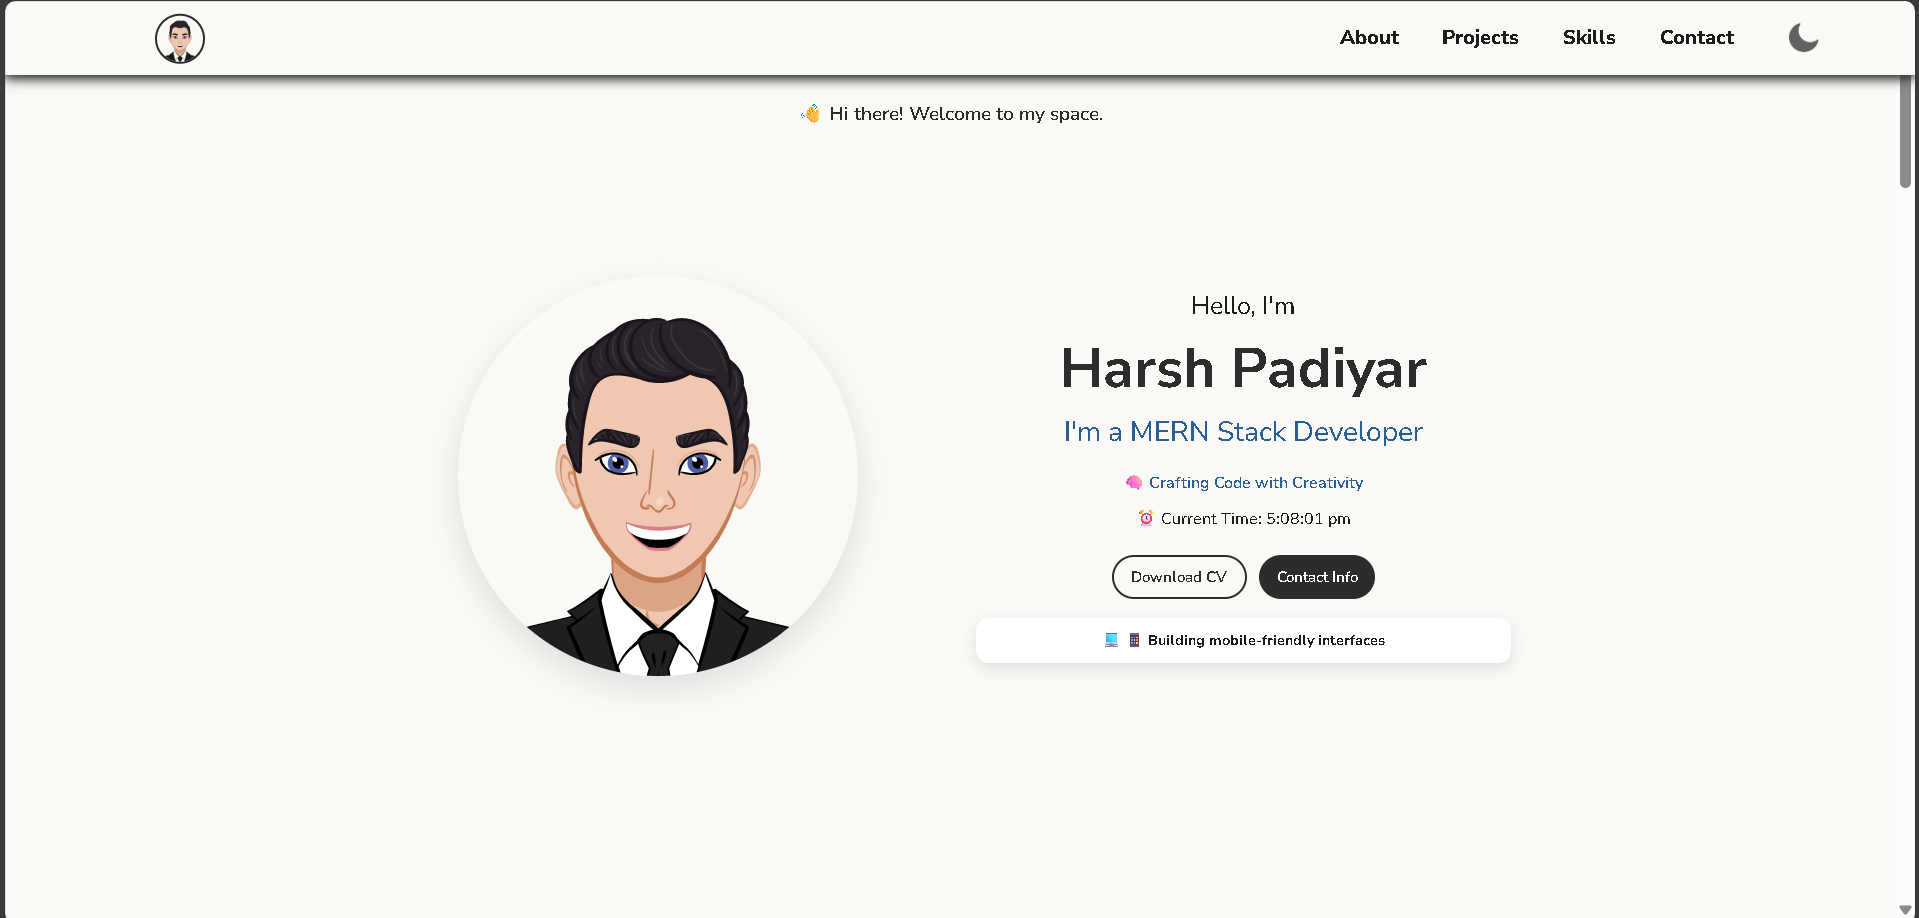 About Projects Skills Contact
👋 Hi there! Welcome to my space.
Hello, I'm
Harsh Padiyar
I'm a MERN Stack Developer
🧠 Crafting Code with Creativity
⏰ Current Time: 5:08:01 pm
Download CV Contact Info
💻 📱 Building mobile-friendly interfaces